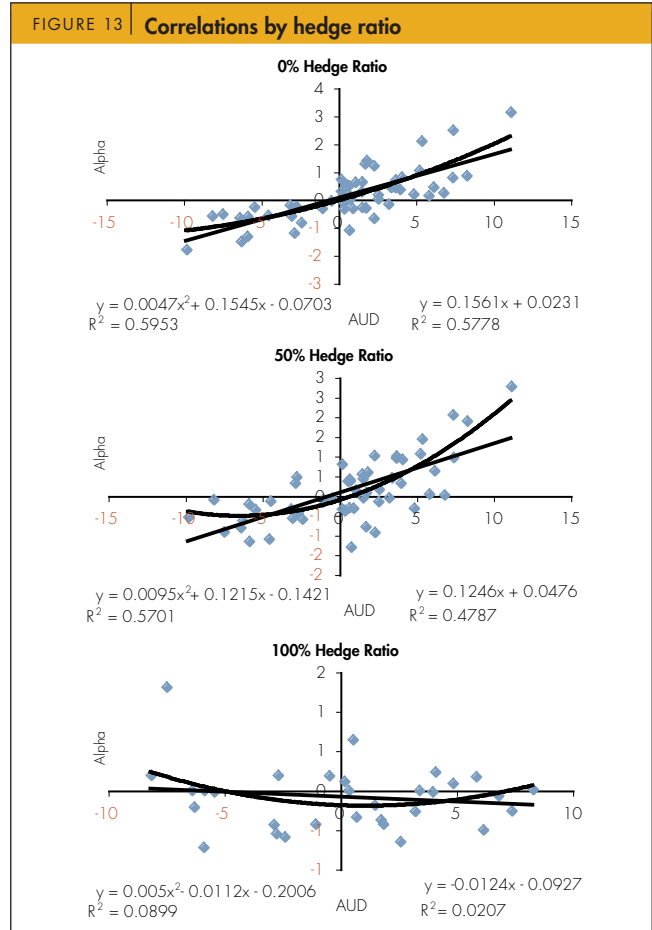 FIGURE 13 Correlations by hedge ratio
0% Hedge Ratio
4
3
2
1
0
-1
-2
-3
Alpha
-15 -10 -5 0 5 10 15
y = 0.0047x²+ 0.1545x - 0.0703
R² = 0.5953
AUD
y = 0.1561x + 0.0231
R² = 0.5778
50% Hedge Ratio
3
3
2
2
1
1
0
-1
-1
-2
-2
Alpha
-15 -10 -5 0 5 10 15
y = 0.0095x²+ 0.1215x - 0.1421
R² = 0.5701
AUD
y = 0.1246x + 0.0476
R² = 0.4787
100% Hedge Ratio
2
1
1
0
-1
-1
Alpha
-10 -5 0 5 10
y = 0.005x²- 0.0112x - 0.2006
R² = 0.0899
AUD
y = -0.0124x - 0.0927
R² = 0.0207